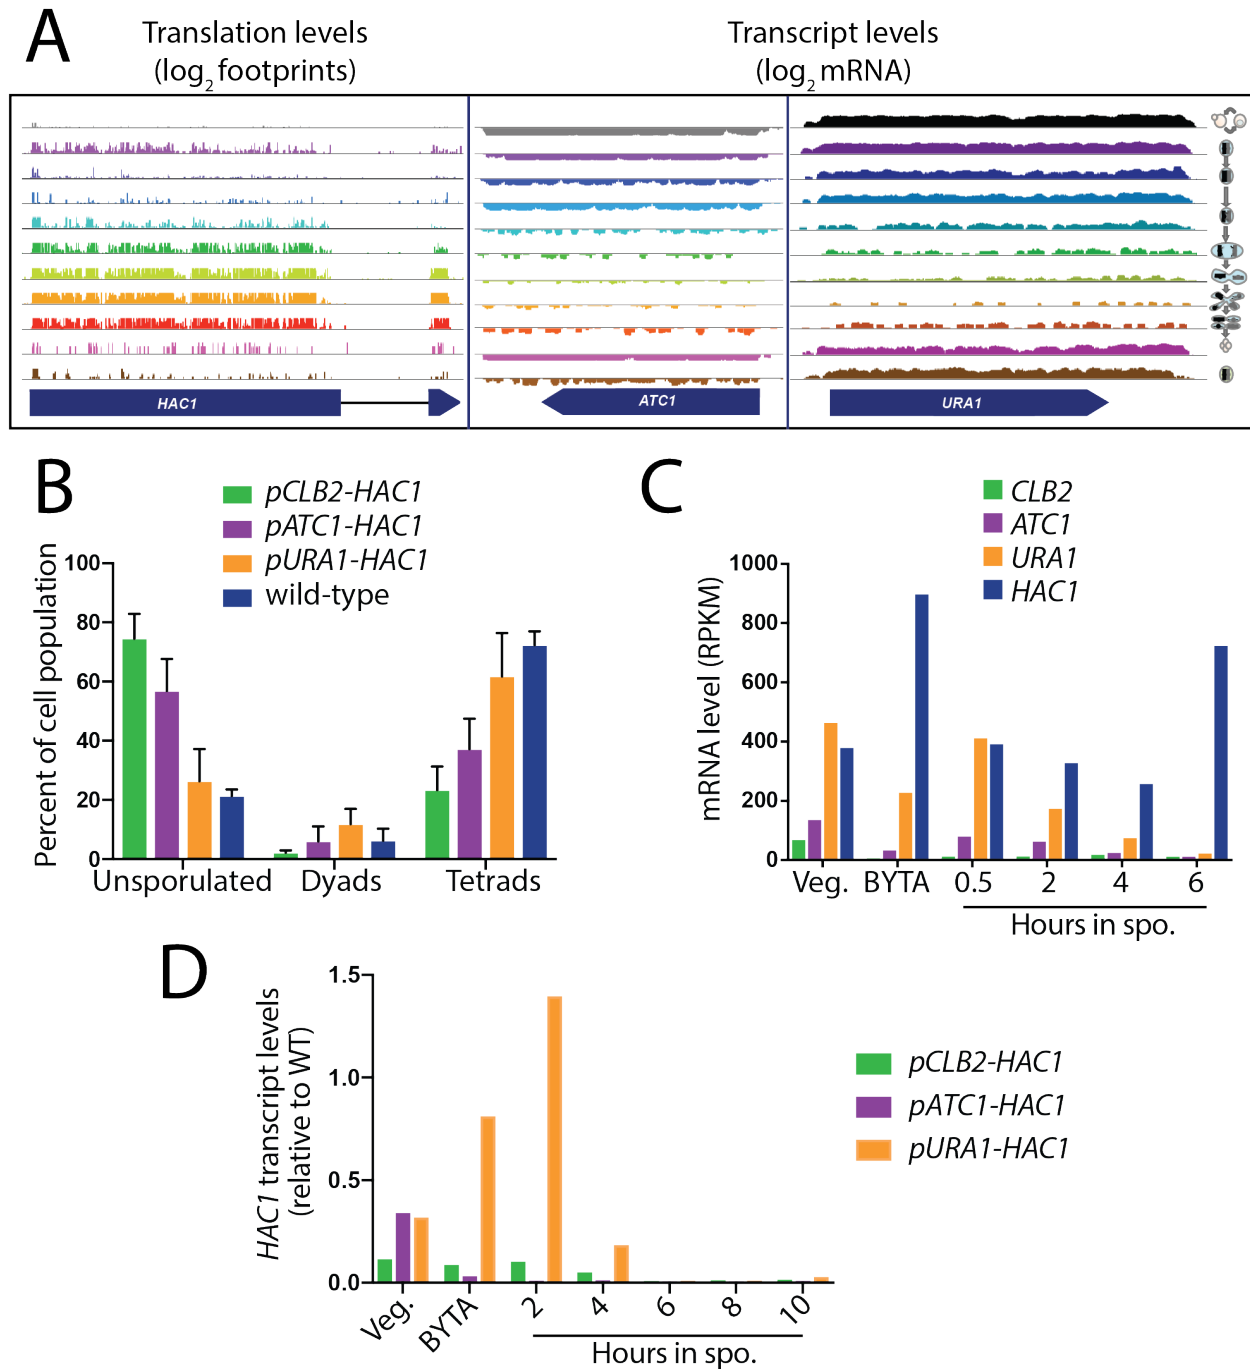 A
Translation levels
(log2 footprints)
Transcript levels
(log2 mRNA)
HAC1
ATC1
URA1
B
pCLB2-HAC1
pATC1-HAC1
pURA1-HAC1
wild-type
Percent of cell population
100
80
60
40
20
0
Unsporulated
Dyads
Tetrads
C
CLB2
ATC1
URA1
HAC1
mRNA level (RPKM)
1000
800
600
400
200
0
Veg.
BYTA
0.5
2
4
6
Hours in spo.
D
HAC1 transcript levels
(relative to WT)
1.5
1.0
0.5
0.0
Veg.
BYTA
2
4
6
8
10
Hours in spo.
pCLB2-HAC1
pATC1-HAC1
pURA1-HAC1